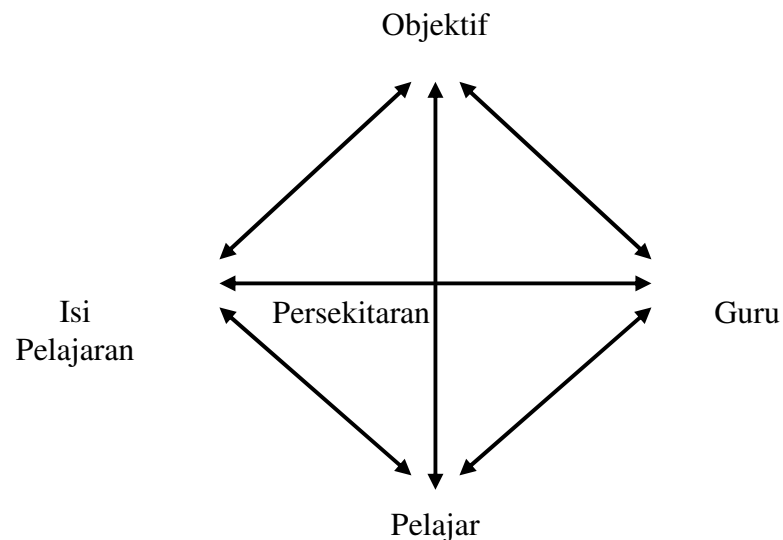 Objektif
Isi
Pelajaran
Persekitaran
Guru
Pelajar